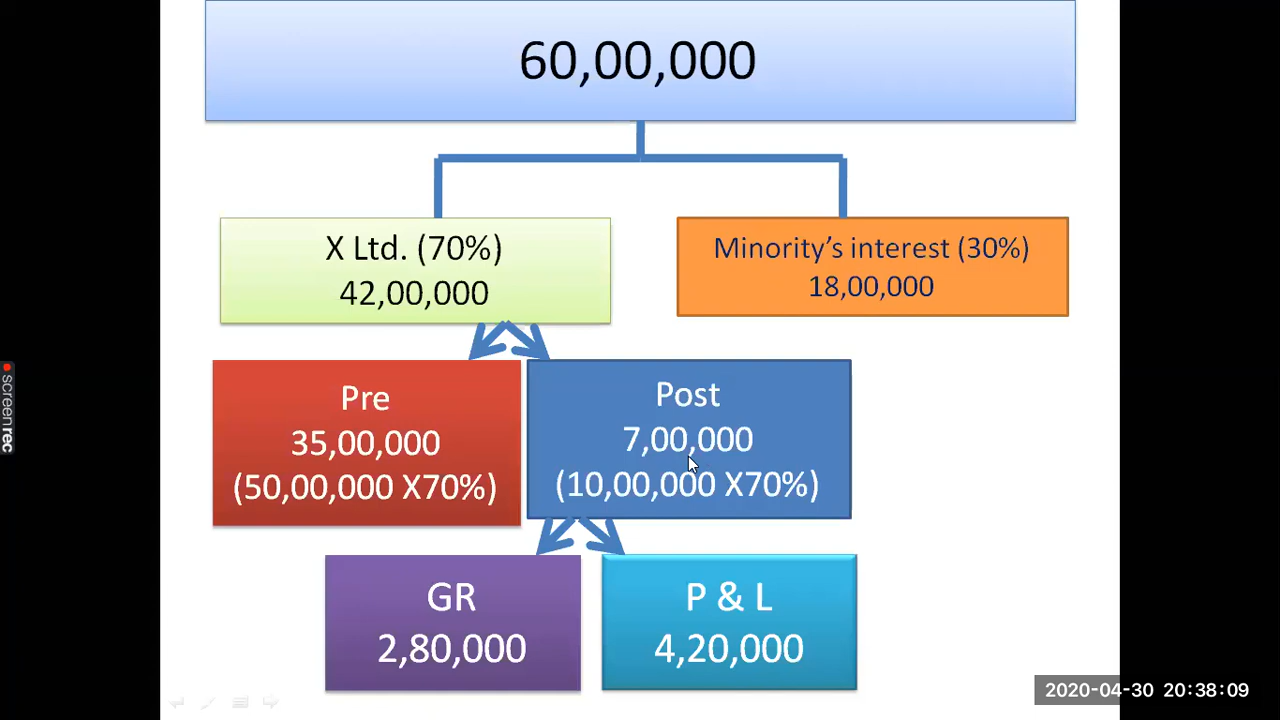 60,00,000
X Ltd. (70%)
42,00,000
Minority's interest (30%)
18,00,000
Pre
35,00,000
(50,00,000 X70%)
Post
7,00,000
(10,00,000 X70%)
GR
2,80,000
P & L
4,20,000
screenrec
2020-04-30 20:38:09